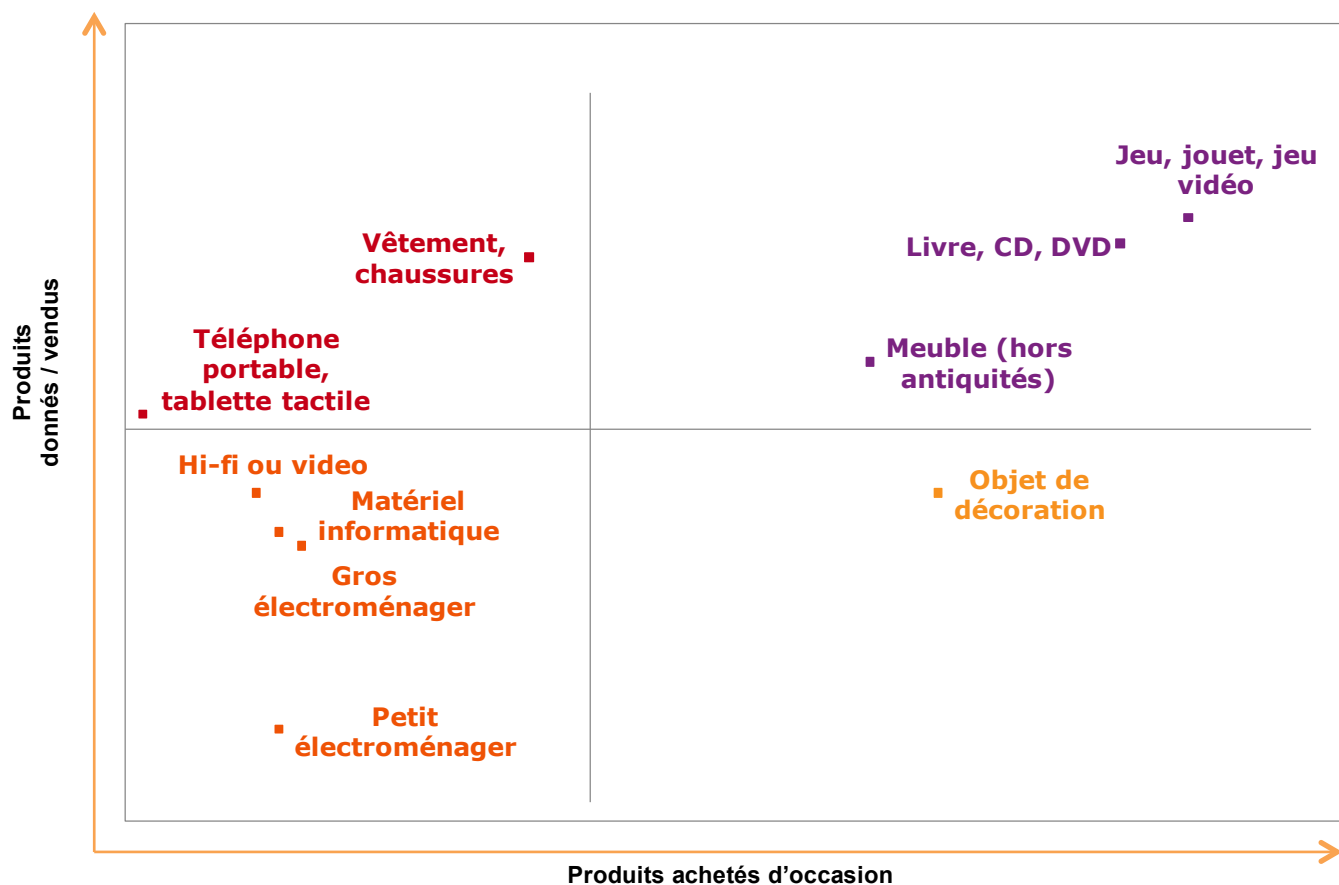 Jeu, jouet, jeu
vidéo
Vêtement,
chaussures
Livre, CD, DVD
Téléphone
portable,
tablette tactile
Meuble (hors
antiquités)
Produits
donnés / vendus
Hi-fi ou video
Matériel
informatique
Objet de
décoration
Gros
électroménager
Petit
électroménager
Produits achetés d’occasion